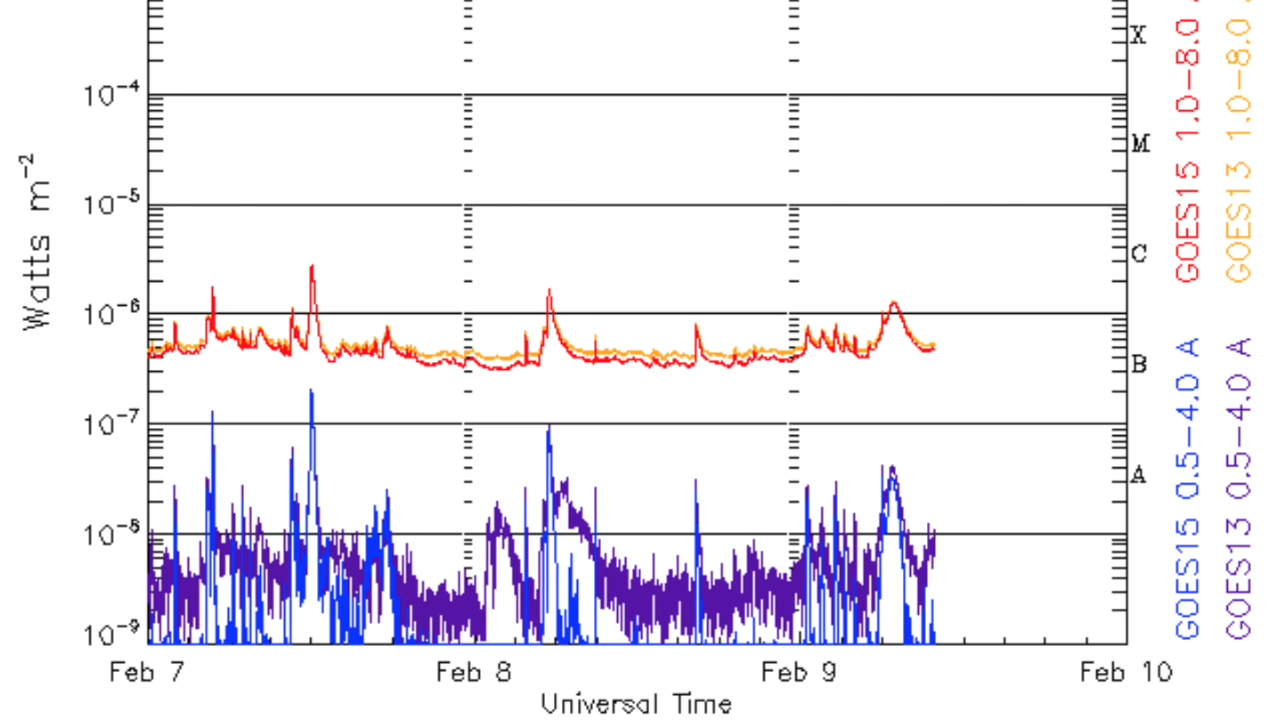 X
10⁻⁴
M
10⁻⁵
C
10⁻⁶
B
10⁻⁷
A
10⁻⁸
10⁻⁹
Watts m⁻²
Feb 7 Feb 8 Feb 9 Feb 10
Universal Time
GOES15 1.0-8.0
GOES13 1.0-8.0
GOES15 0.5-4.0 A
GOES13 0.5-4.0 A